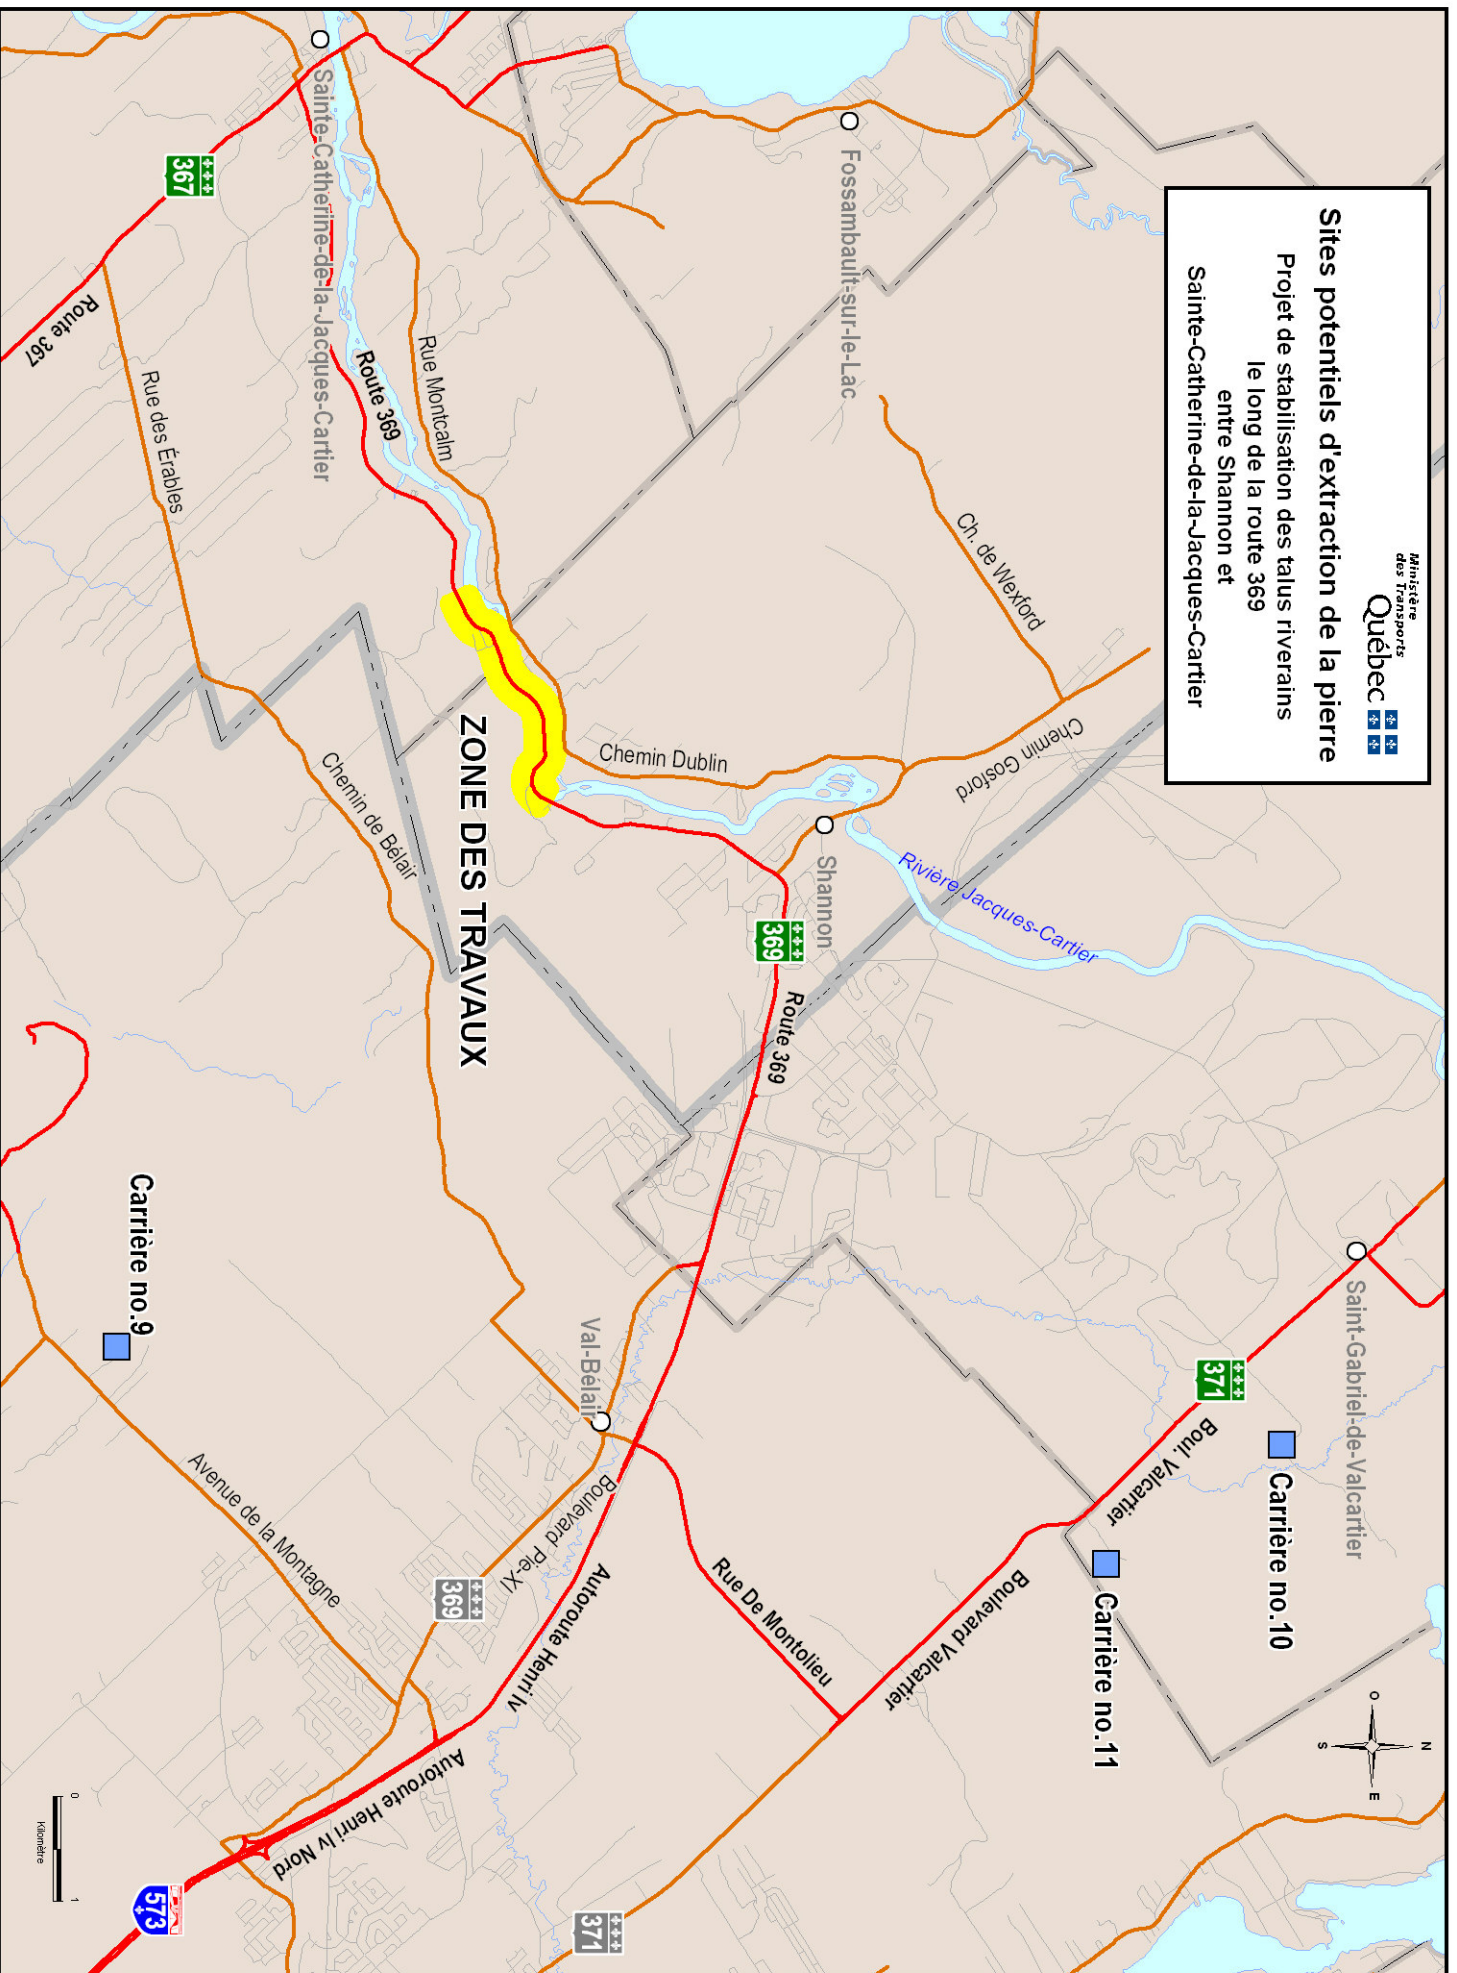 Ministère
des Transports
Québec
Sites potentiels d'extraction de la pierre
Projet de stabilisation des talus riverains
le long de la route 369
entre Shannon et
Sainte-Catherine-de-la-Jacques-Cartier
N
O
E
S
Saint-Gabriel-de-Valcartier
371
Carrière no.10
Boul. Valcartier
Carrière no.11
Chemin Gosford
Ch. de Wexford
Rivière Jacques-Cartier
Boulevard Valcartier
Fossambault-sur-le-Lac
Shannon
369
Route 369
Rue De Montolieu
Chemin Dublin
Val-Bélair
Boulevard Pie-XI
Autoroute Henri Iv
371
ZONE DES TRAVAUX
369
Rue Montcalm
Route 369
Sainte-Catherine-de-la-Jacques-Cartier
Chemin de Bélair
Autoroute Henri Iv Nord
Avenue de la Montagne
367
Rue des Érables
Route 367
Carrière no.9
573
0
1
Kilomètre